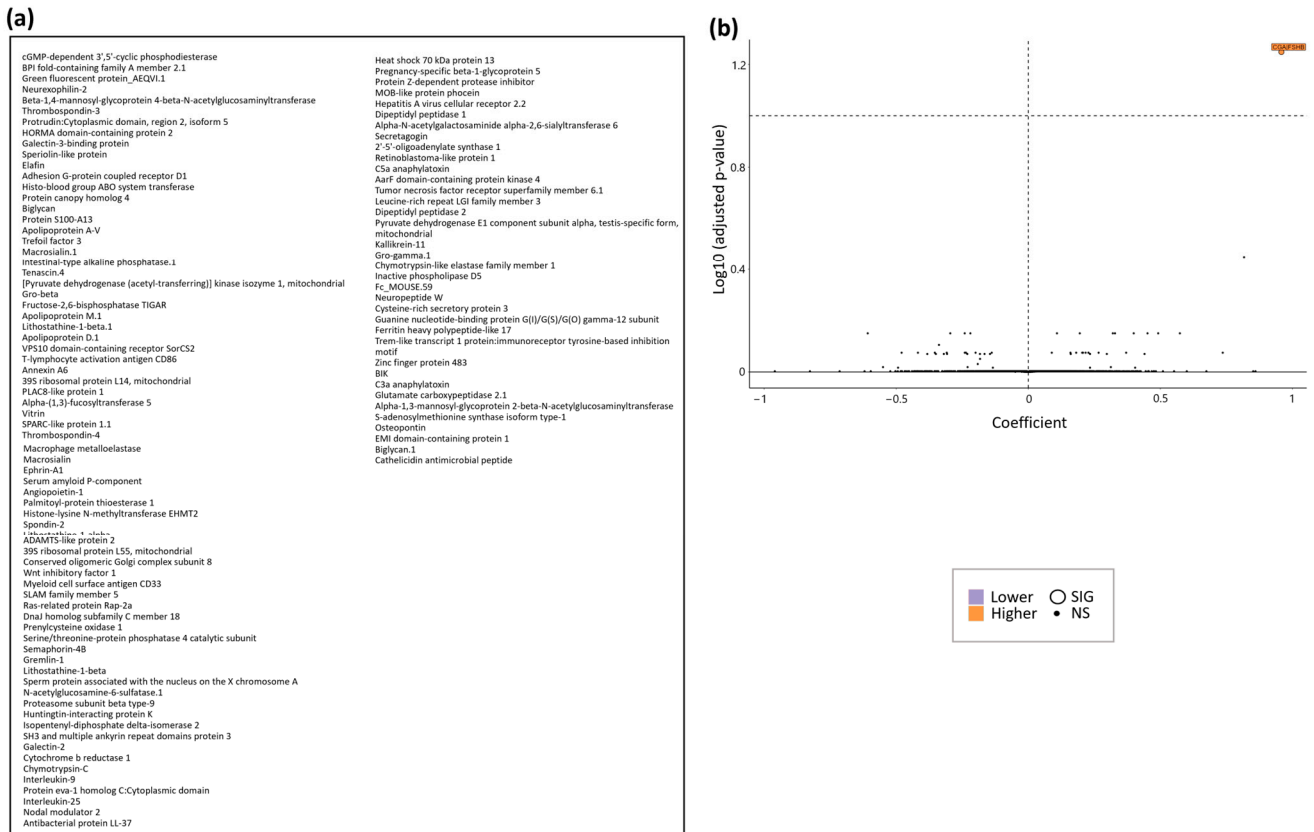 (a)
cGMP-dependent 3',5'-cyclic phosphodiesterase
BPI fold-containing family A member 2.1
Green fluorescent protein_AEQVI.1
Neurexophilin-2
Beta-1,4-mannosyl-glycoprotein 4-beta-N-acetylglucosaminyltransferase
Thrombospondin-3
Protrudin:Cytoplasmic domain, region 2, isoform 5
HORMA domain-containing protein 2
Galectin-3-binding protein
Speriolin-like protein
Elafin
Adhesion G-protein coupled receptor D1
Histo-blood group ABO system transferase
Protein canopy homolog 4
Biglycan
Protein S100-A13
Apolipoprotein A-V
Trefoil factor 3
Macrosialin.1
Intestinal-type alkaline phosphatase.1
Tenascin.4
[Pyruvate dehydrogenase (acetyl-transferring)] kinase isozyme 1, mitochondrial
Gro-beta
Fructose-2,6-bisphosphatase TIGAR
Apolipoprotein M.1
Lithostathine-1-beta.1
Apolipoprotein D.1
VPS10 domain-containing receptor SorCS2
T-lymphocyte activation antigen CD86
Annexin A6
39S ribosomal protein L14, mitochondrial
PLAC8-like protein 1
Alpha-(1,3)-fucosyltransferase 5
Vitrin
SPARC-like protein 1.1
Thrombospondin-4
Macrophage metalloelastase
Macrosialin
Ephrin-A1
Serum amyloid P-component
Angiopoietin-1
Palmitoyl-protein thioesterase 1
Histone-lysine N-methyltransferase EHMT2
Spondin-2
Lithostathine-1-alpha
ADAMTS-like protein 2
39S ribosomal protein L55, mitochondrial
Conserved oligomeric Golgi complex subunit 8
Wnt inhibitory factor 1
Myeloid cell surface antigen CD33
SLAM family member 5
Ras-related protein Rap-2a
DnaJ homolog subfamily C member 18
Prenylcysteine oxidase 1
Serine/threonine-protein phosphatase 4 catalytic subunit
Semaphorin-4B
Gremlin-1
Lithostathine-1-beta
Sperm protein associated with the nucleus on the X chromosome A
N-acetylglucosamine-6-sulfatase.1
Proteasome subunit beta type-9
Huntingtin-interacting protein K
Isopentenyl-diphosphate delta-isomerase 2
SH3 and multiple ankyrin repeat domains protein 3
Galectin-2
Cytochrome b reductase 1
Chymotrypsin-C
Interleukin-9
Protein eva-1 homolog C:Cytoplasmic domain
Interleukin-25
Nodal modulator 2
Antibacterial protein LL-37
Heat shock 70 kDa protein 13
Pregnancy-specific beta-1-glycoprotein 5
Protein Z-dependent protease inhibitor
MOB-like protein phocein
Hepatitis A virus cellular receptor 2.2
Dipeptidyl peptidase 1
Alpha-N-acetylgalactosaminide alpha-2,6-sialyltransferase 6
Secretagogin
2'-5'-oligoadenylate synthase 1
Retinoblastoma-like protein 1
C5a anaphylatoxin
AarF domain-containing protein kinase 4
Tumor necrosis factor receptor superfamily member 6.1
Leucine-rich repeat LGI family member 3
Dipeptidyl peptidase 2
Pyruvate dehydrogenase E1 component subunit alpha, testis-specific form,
mitochondrial
Kallikrein-11
Gro-gamma.1
Chymotrypsin-like elastase family member 1
Inactive phospholipase D5
Fc_MOUSE.59
Neuropeptide W
Cysteine-rich secretory protein 3
Guanine nucleotide-binding protein G(I)/G(S)/G(O) gamma-12 subunit
Ferritin heavy polypeptide-like 17
Trem-like transcript 1 protein:immunoreceptor tyrosine-based inhibition
motif
Zinc finger protein 483
BIK
C3a anaphylatoxin
Glutamate carboxypeptidase 2.1
Alpha-1,3-mannosyl-glycoprotein 2-beta-N-acetylglucosaminyltransferase
S-adenosylmethionine synthase isoform type-1
Osteopontin
EMI domain-containing protein 1
Biglycan.1
Cathelicidin antimicrobial peptide
(b)
CGA|FSHB
1.2
0.8
0.4
0
Log10 (adjusted p-value)
−1
−0.5
0
0.5
1
Coefficient
Lower
SIG
Higher
NS